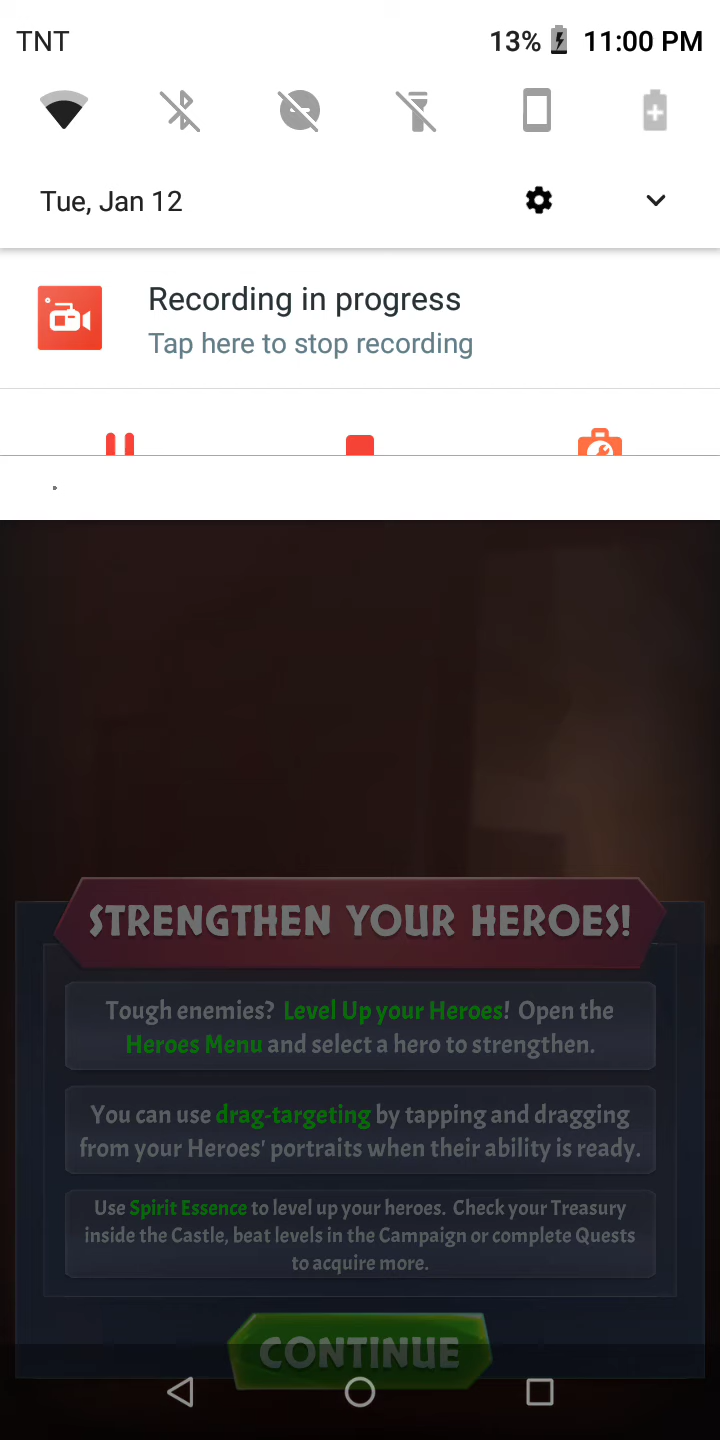 TNT
13%
11:00 PM
Tue, Jan 12
Recording in progress
Tap here to stop recording
STRENGTHEN YOUR HEROES!
Tough enemies? Level Up your Heroes! Open the
Heroes Menu and select a hero to strengthen.
You can use drag-targeting by tapping and dragging
from your Heroes' portraits when their ability is ready.
Use Spirit Essence to level up your heroes. Check your Treasury
inside the Castle, beat levels in the Campaign or complete Quests
to acquire more.
CONTINUE